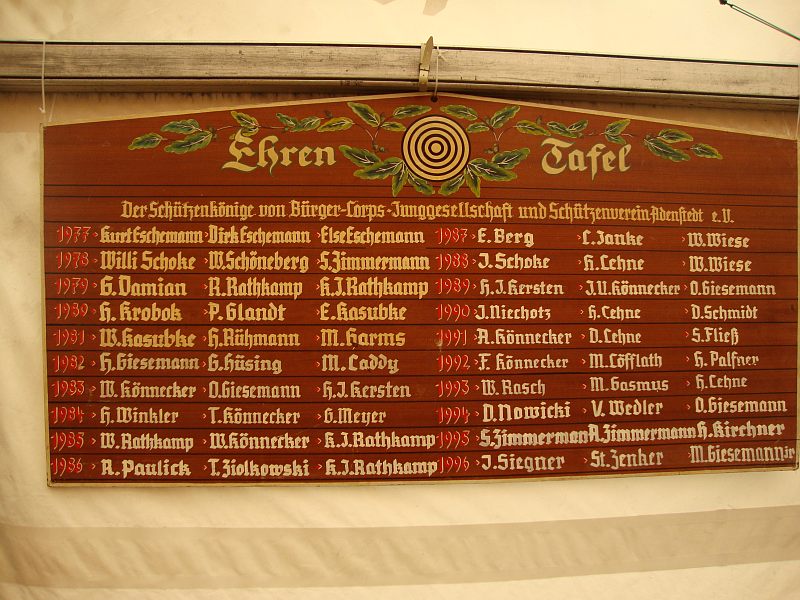 Ehren Tafel
Der Schützenkönige von Bürger-Corps-Junggesellschaft und Schützenverein Adenstedt e.V.
1977 Kurt Eschemann Dirk Eschemann Else Eschemann 1987 E. Berg C. Janke W. Wiese
1978 Willi Schoke W. Schöneberg S. Zimmermann 1988 J. Schoke H. Lehne W. Wiese
1979 G. Damian R. Rathkamp K.J. Rathkamp 1989 H.J. Kersten J.U. Könnecker O. Giesemann
1980 H. Krobok P. Glandt E. Kasubke 1990 J. Niechotz H. Lehne D. Schmidt
1981 W. Kasubke H. Rühmann M. Harms 1991 A. Könnecker D. Lehne S. Fließ
1982 H. Giesemann G. Hüsing M. Caddy 1992 F. Könnecker M. Löfflath H. Palfner
1983 W. Könnecker O. Giesemann H.J. Kersten 1993 W. Rasch M. Gasmus H. Lehne
1984 H. Winkler T. Könnecker G. Meyer 1994 D. Nowicki V. Wedler O. Giesemann
1985 W. Rathkamp W. Könnecker K.J. Rathkamp 1995 S. Zimmerman A. Zimmermann H. Kirchner
1986 R. Paulick T. Ziolkowski K.J. Rathkamp 1996 J. Siegner St. Zenker M. Giesemann jr